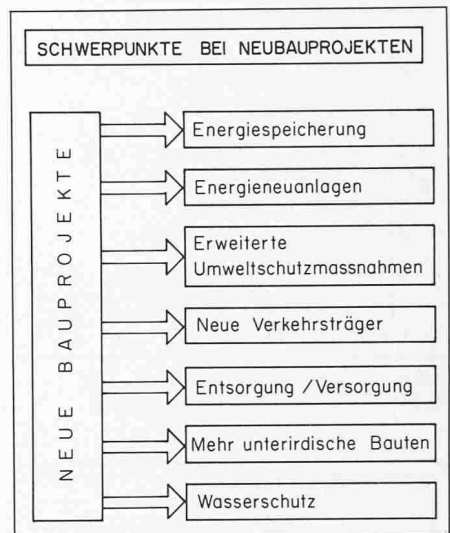 SCHWERPUNKTE BEI NEUBAUPROJEKTEN
NEUE BAUPROJEKTE
Energiespeicherung
Energieneuanlagen
Erweiterte
Umweltschutzmassnahmen
Neue Verkehrsträger
Entsorgung / Versorgung
Mehr unterirdische Bauten
Wasserschutz